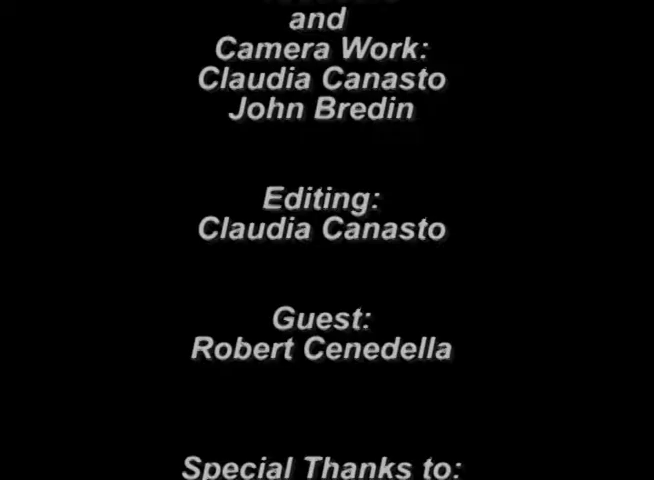 and
Camera Work:
Claudia Canasto
John Bredin
Editing:
Claudia Canasto
Guest:
Robert Cenedella
Special Thanks to: